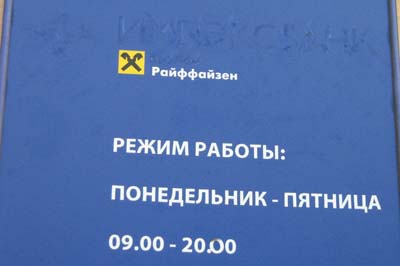 Райффайзен
РЕЖИМ РАБОТЫ:
ПОНЕДЕЛЬНИК - ПЯТНИЦА
09.00 - 20.00